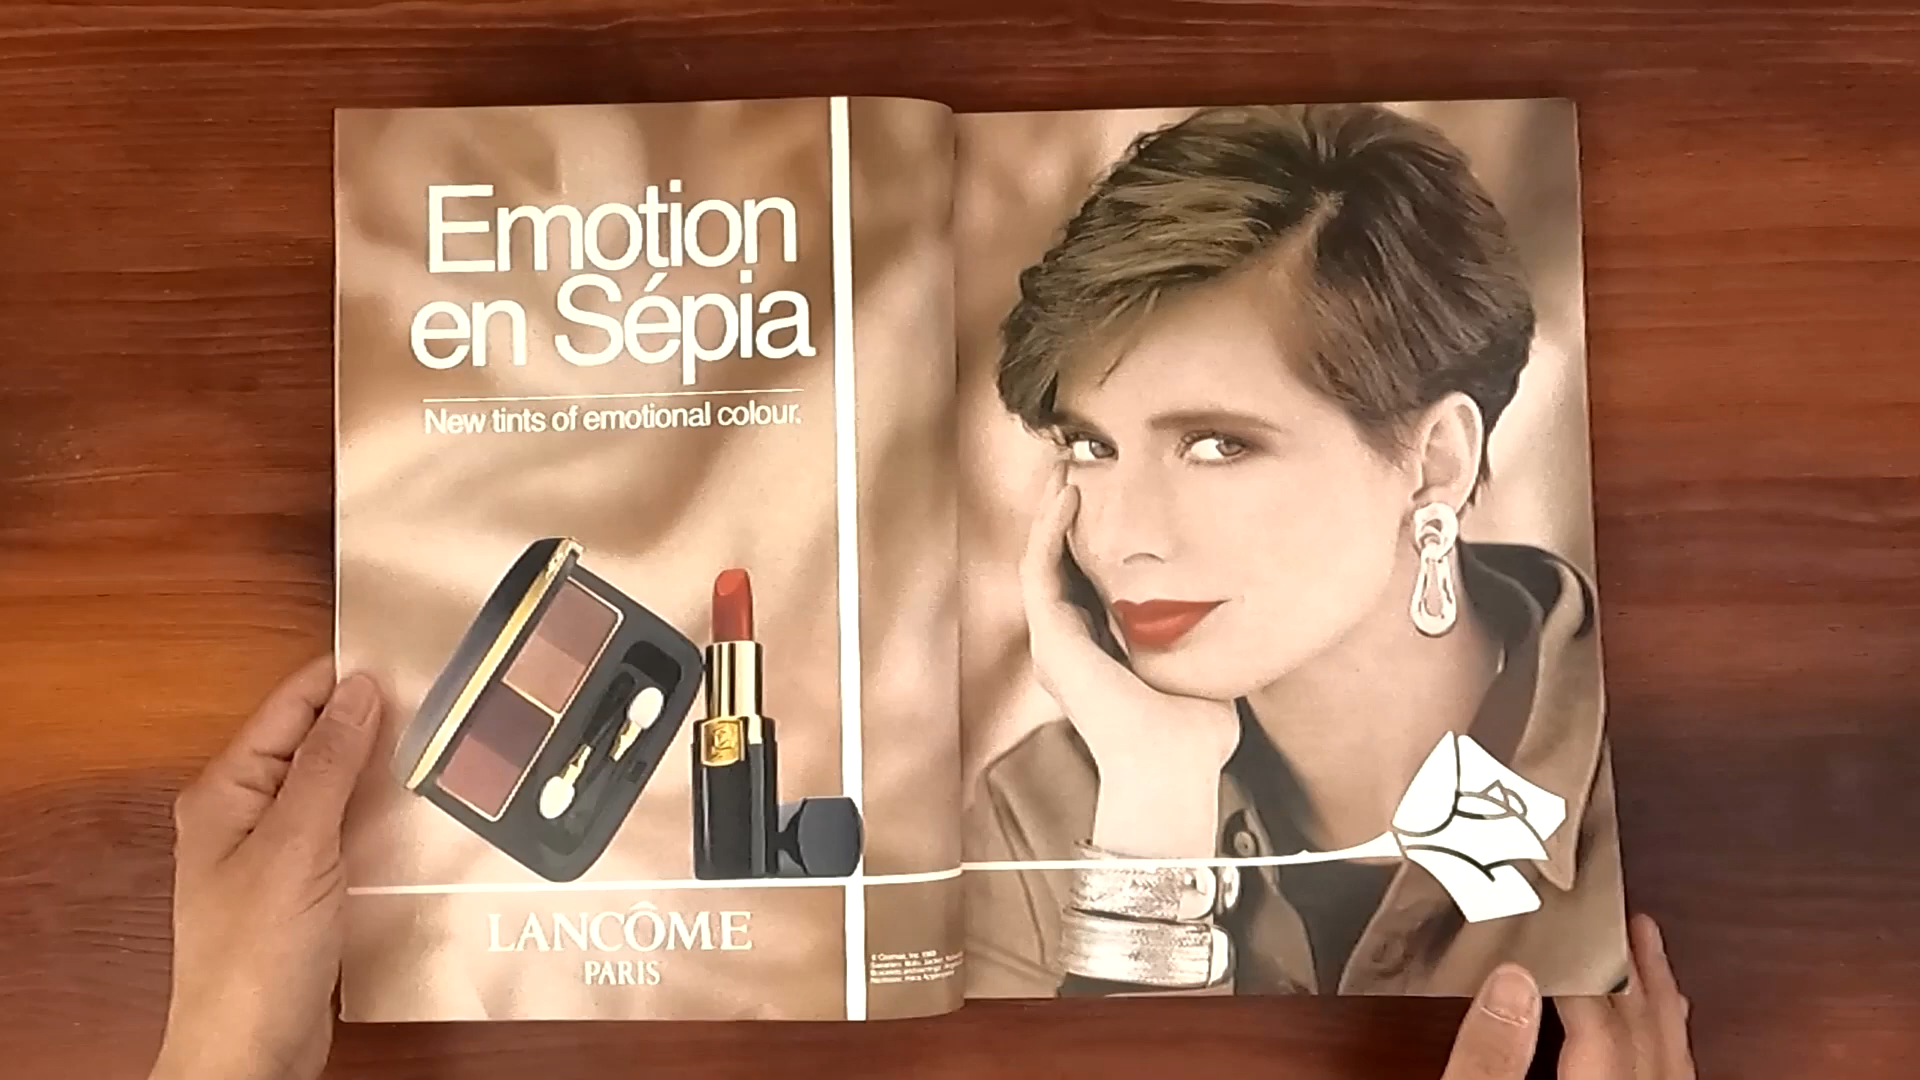 Emotion
en Sépia
New tints of emotional colour.
LANCÔME
PARIS